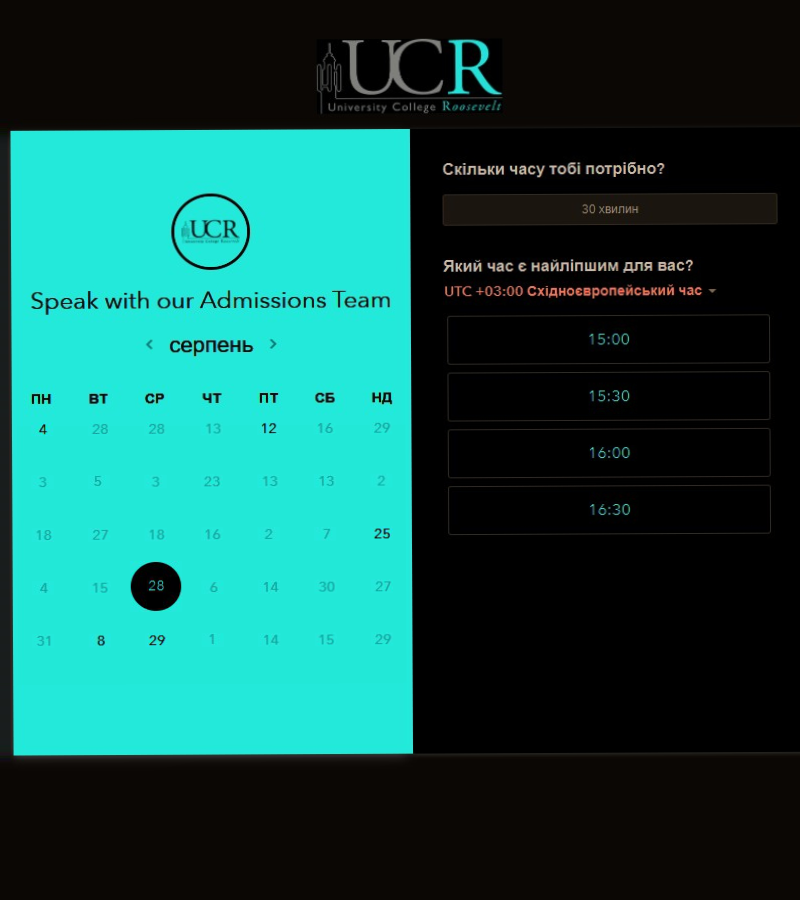 UCR
University College Roosevelt
UCR
Speak with our Admissions Team
серпень
ПН ВТ СР ЧТ ПТ СБ НД
4 28 28 13 12 16 29
3 5 3 23 13 13 2
18 27 18 16 2 7 25
4 15 28 6 14 30 27
31 8 29 1 14 15 29
Скільки часу тобі потрібно?
30 хвилин
Який час є найліпшим для вас?
UTC +03:00 Східноєвропейський час
15:00
15:30
16:00
16:30